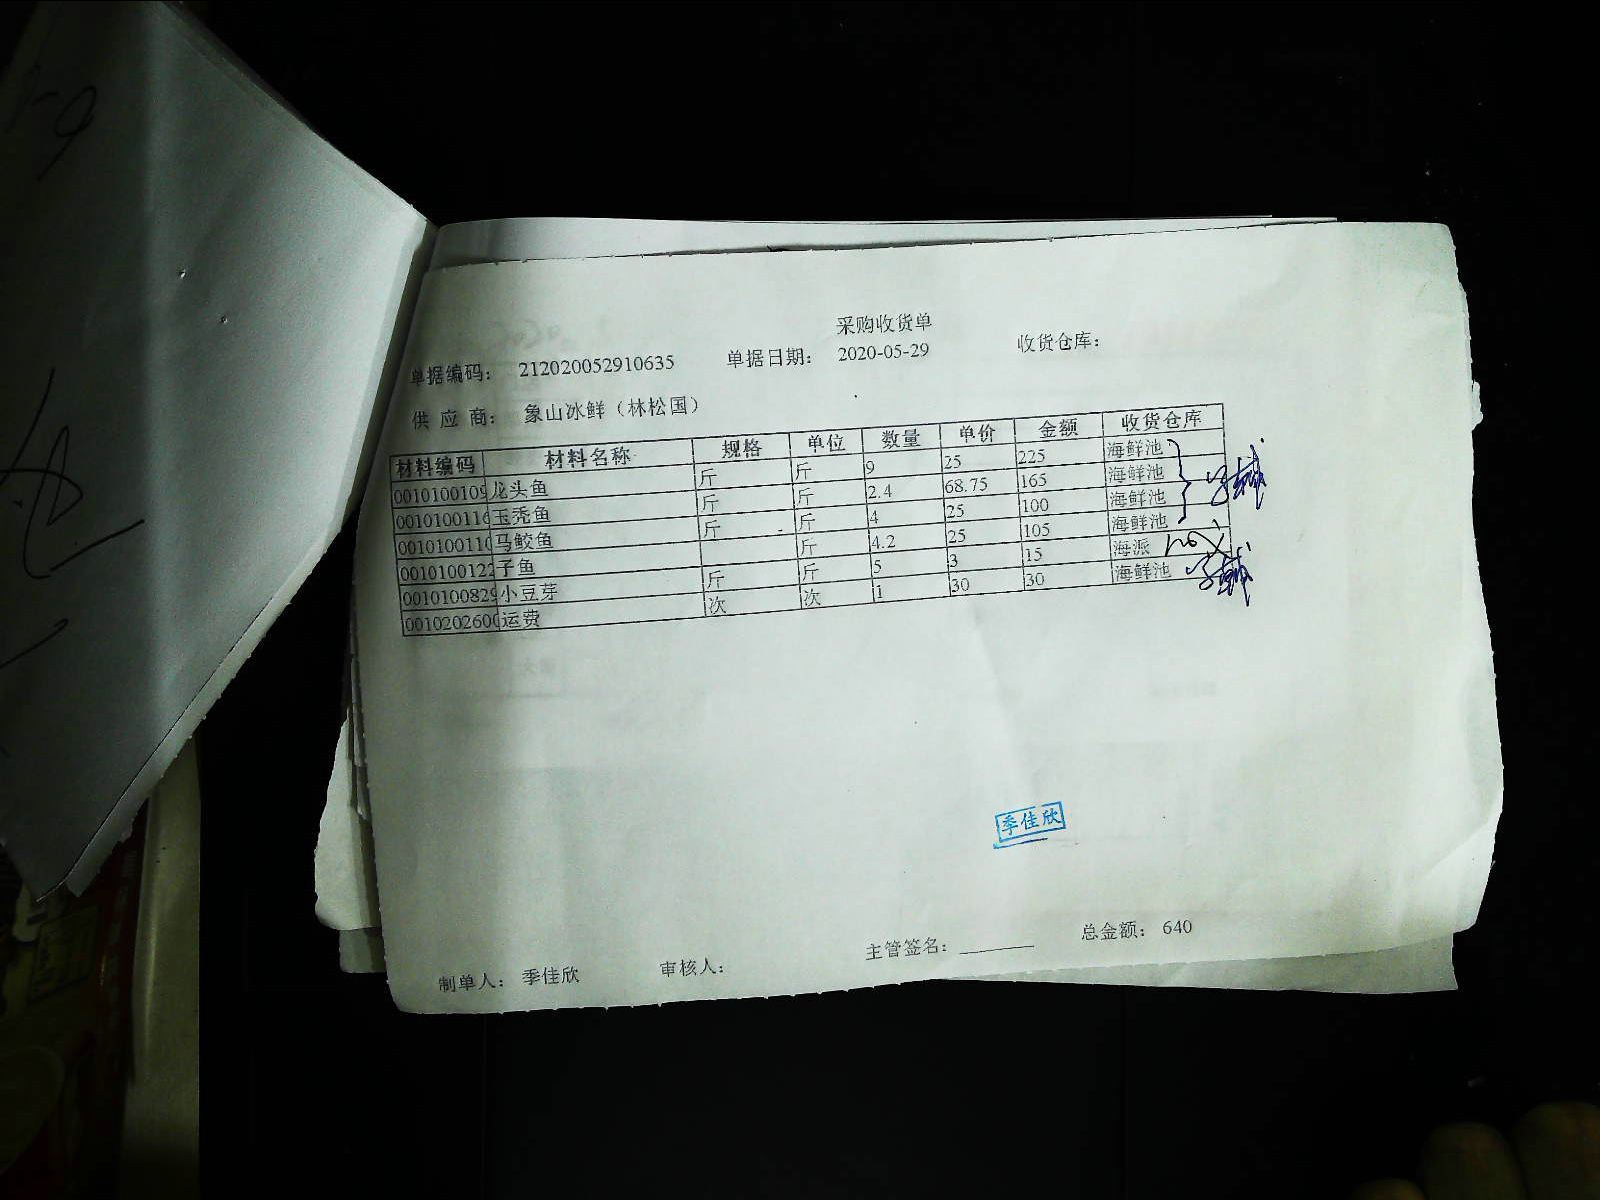 采购收货单
单据编码： 212020052910635 单据日期： 2020-05-29 收货仓库：
供 应 商： 象山冰鲜（林松国）
材料编码 材料名称 规格 单位 数量 单价 金额 收货仓库
0010100109 龙头鱼 斤 斤 9 25 225 海鲜池
001010011 玉秃鱼 斤 斤 2.4 68.75 165 海鲜池
001010011 马鲛鱼 斤 斤 4 25 100 海鲜池
0010100122 子鱼 斤 4.2 25 105 海鲜池
0010100829 小豆芽 斤 斤 5 3 15 海派
001020260 运费 次 次 1 30 30 海鲜池
季佳欣
制单人： 季佳欣 审核人： 主管签名： 总金额： 640